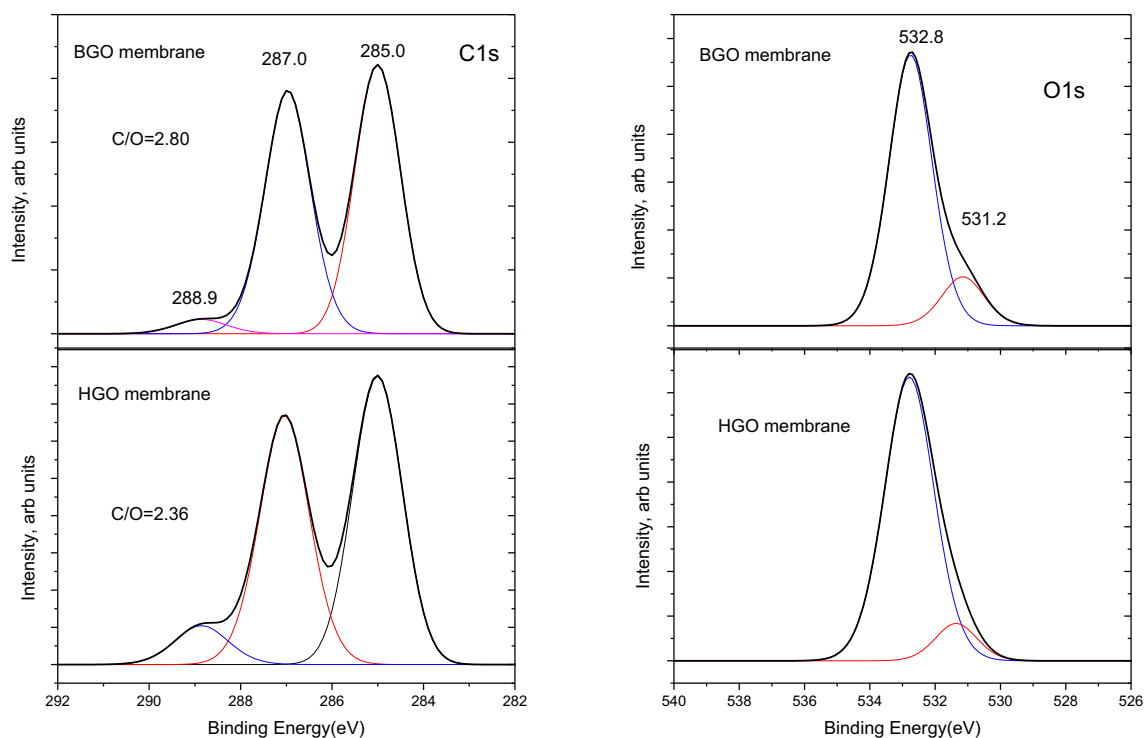 BGO membrane
287.0
285.0
C1s
C/O=2.80
288.9
Intensity, arb units
HGO membrane
C/O=2.36
Intensity, arb units
292 290 288 286 284 282
Binding Energy(eV)
532.8
BGO membrane
O1s
531.2
Intensity, arb units
HGO membrane
Intensity, arb units
540 538 536 534 532 530 528 526
Binding Energy(eV)